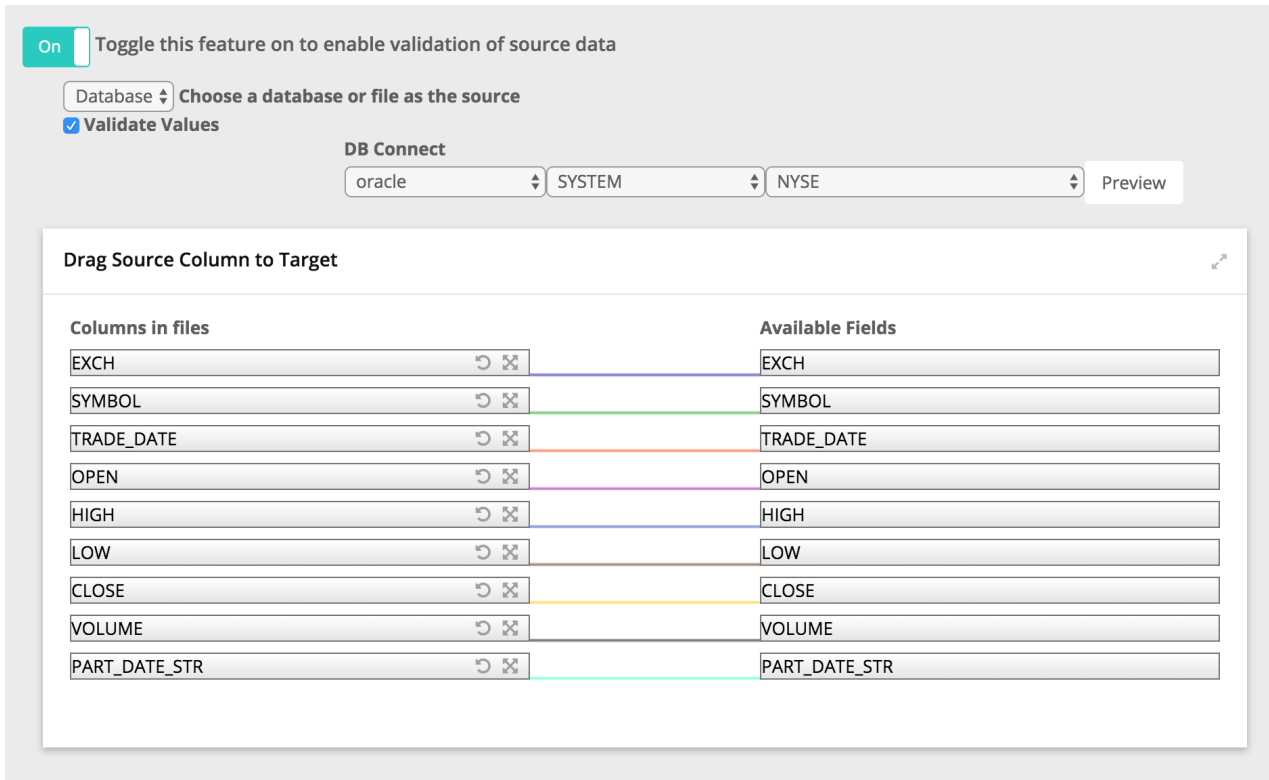 On Toggle this feature on to enable validation of source data
Database Choose a database or file as the source
Validate Values
DB Connect
oracle SYSTEM NYSE Preview
Drag Source Column to Target
Columns in files Available Fields
EXCH EXCH
SYMBOL SYMBOL
TRADE_DATE TRADE_DATE
OPEN OPEN
HIGH HIGH
LOW LOW
CLOSE CLOSE
VOLUME VOLUME
PART_DATE_STR PART_DATE_STR